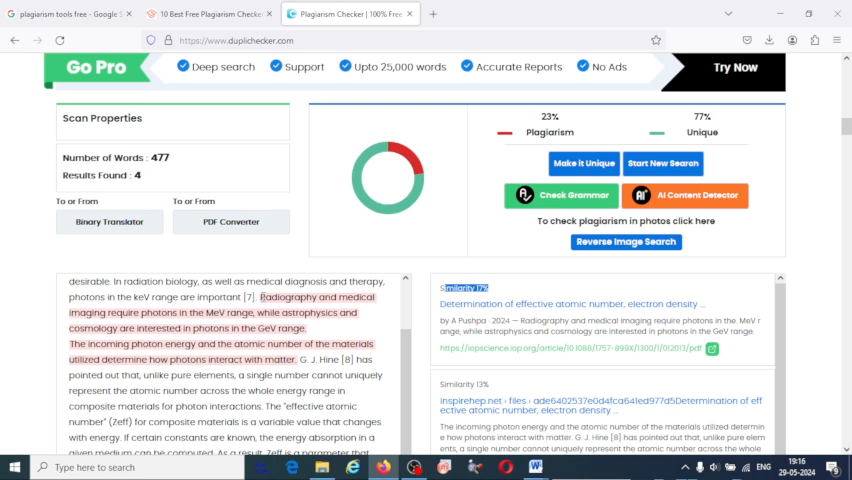 plagiarism tools free - Google S
10 Best Free Plagiarism Checker
Plagiarism Checker | 100% Free
https://www.duplichecker.com
Go Pro
Deep search
Support
Upto 25,000 words
Accurate Reports
No Ads
Try Now
Scan Properties
Number of Words : 477
Results Found : 4
To or From
To or From
Binary Translator
PDF Converter
23%
77%
Plagiarism
Unique
Make it Unique
Start New Search
Check Grammar
AI Content Detector
To check plagiarism in photos click here
Reverse Image Search
desirable. In radiation biology, as well as medical diagnosis and therapy,
photons in the keV range are important [7]. Radiography and medical
imaging require photons in the MeV range, while astrophysics and
cosmology are interested in photons in the GeV range.
The incoming photon energy and the atomic number of the materials
utilized determine how photons interact with matter. G. J. Hine [8] has
pointed out that, unlike pure elements, a single number cannot uniquely
represent the atomic number across the whole energy range in
composite materials for photon interactions. The "effective atomic
number" (Zeff) for composite materials is a variable value that changes
with energy. If certain constants are known, the energy absorption in a
given medium can be computed. As a result, Zeff is a parameter that
Similarity 17%
Determination of effective atomic number, electron density ...
by A Pushpa · 2024 — Radiography and medical imaging require photons in the. MeV r
ange, while astrophysics and cosmology are interested in photons in the GeV range.
https://iopscience.iop.org/article/10.1088/1757-899X/1300/1/012013/pdf
Similarity 13%
inspirehep.net › files › ade6402537e0d4fca641ed977d5Determination of eff
ective atomic number, electron density ...
The incoming photon energy and the atomic number of the materials utilized determin
e how photons interact with matter. G. J. Hine [8] has pointed out that, unlike pure elem
ents, a single number cannot uniquely represent the atomic number across the whole
Type here to search
ENG
19:16
29-05-2024